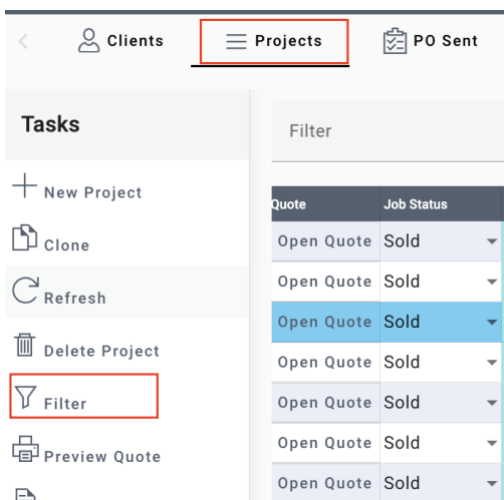 Clients
Projects
PO Sent
Tasks
Filter
New Project
Clone
Refresh
Delete Project
Filter
Preview Quote
Quote Job Status
Open Quote Sold
Open Quote Sold
Open Quote Sold
Open Quote Sold
Open Quote Sold
Open Quote Sold
Open Quote Sold